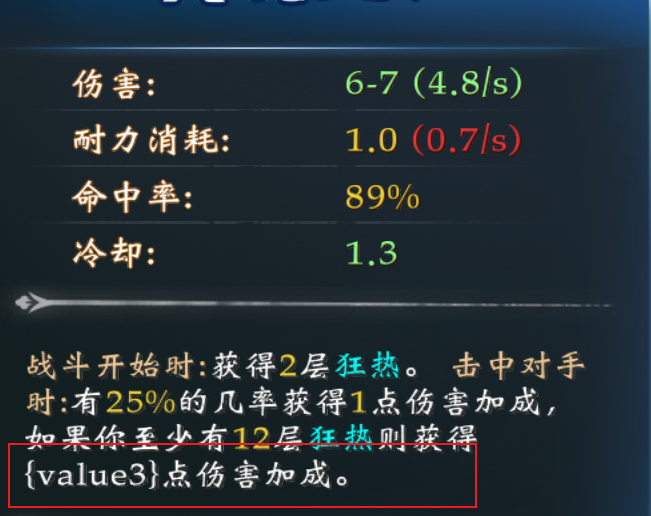 伤害: 6-7 (4.8/s)
耐力消耗: 1.0 (0.7/s)
命中率: 89%
冷却: 1.3
战斗开始时:获得2层狂热。 击中对手
时:有25%的几率获得1点伤害加成,
如果你至少有12层狂热则获得
{value3}点伤害加成。